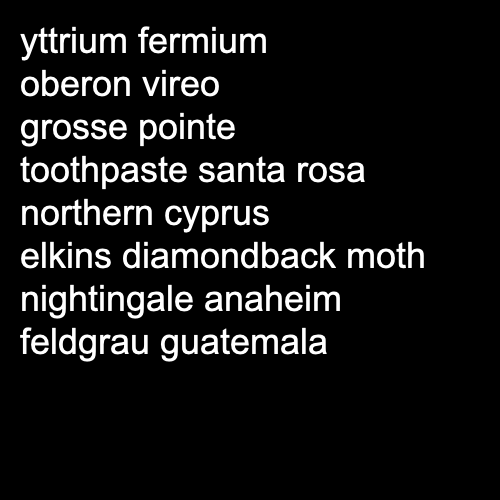 yttrium fermium
oberon vireo
grosse pointe
toothpaste santa rosa
northern cyprus
elkins diamondback moth
nightingale anaheim
feldgrau guatemala